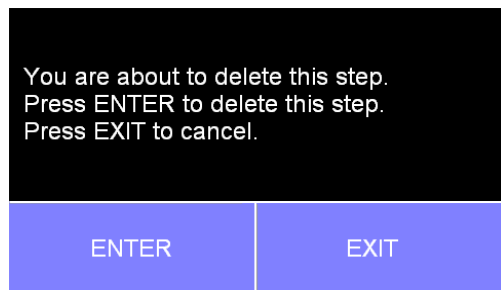 You are about to delete this step.
Press ENTER to delete this step.
Press EXIT to cancel.
ENTER
EXIT